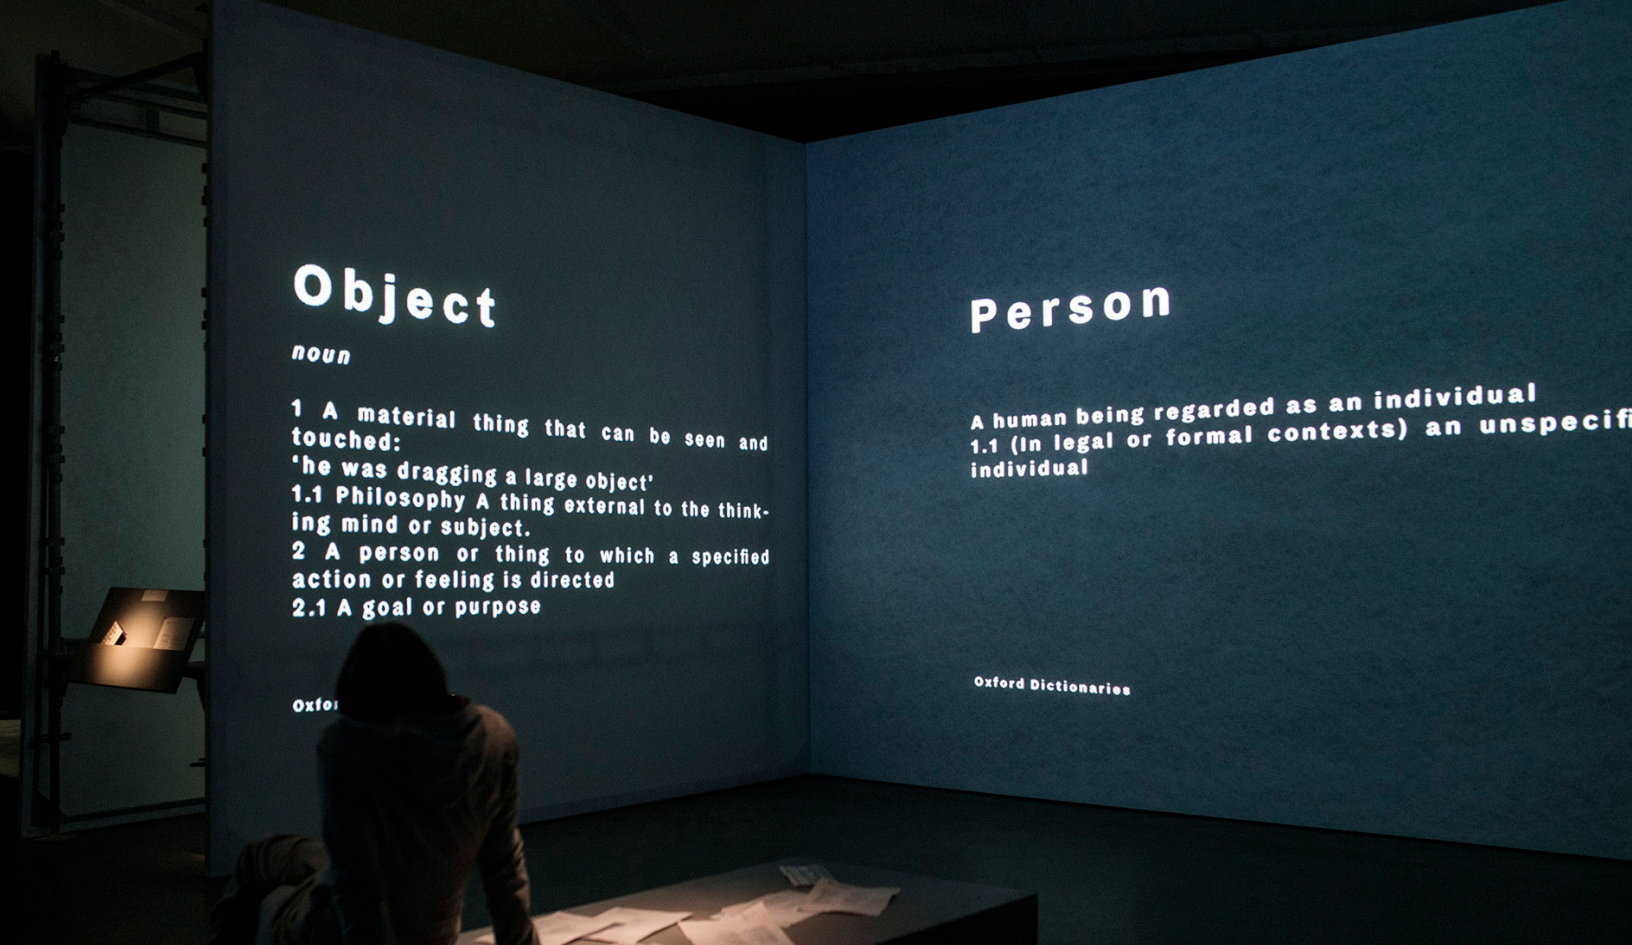 Object
noun
1 A material thing that can be seen and
touched:
‘he was dragging a large object’
1.1 Philosophy A thing external to the think-
ing mind or subject.
2 A person or thing to which a specified
action or feeling is directed
2.1 A goal or purpose
Person
A human being regarded as an individual
1.1 (In legal or formal contexts) an
individual
Oxford Dictionaries